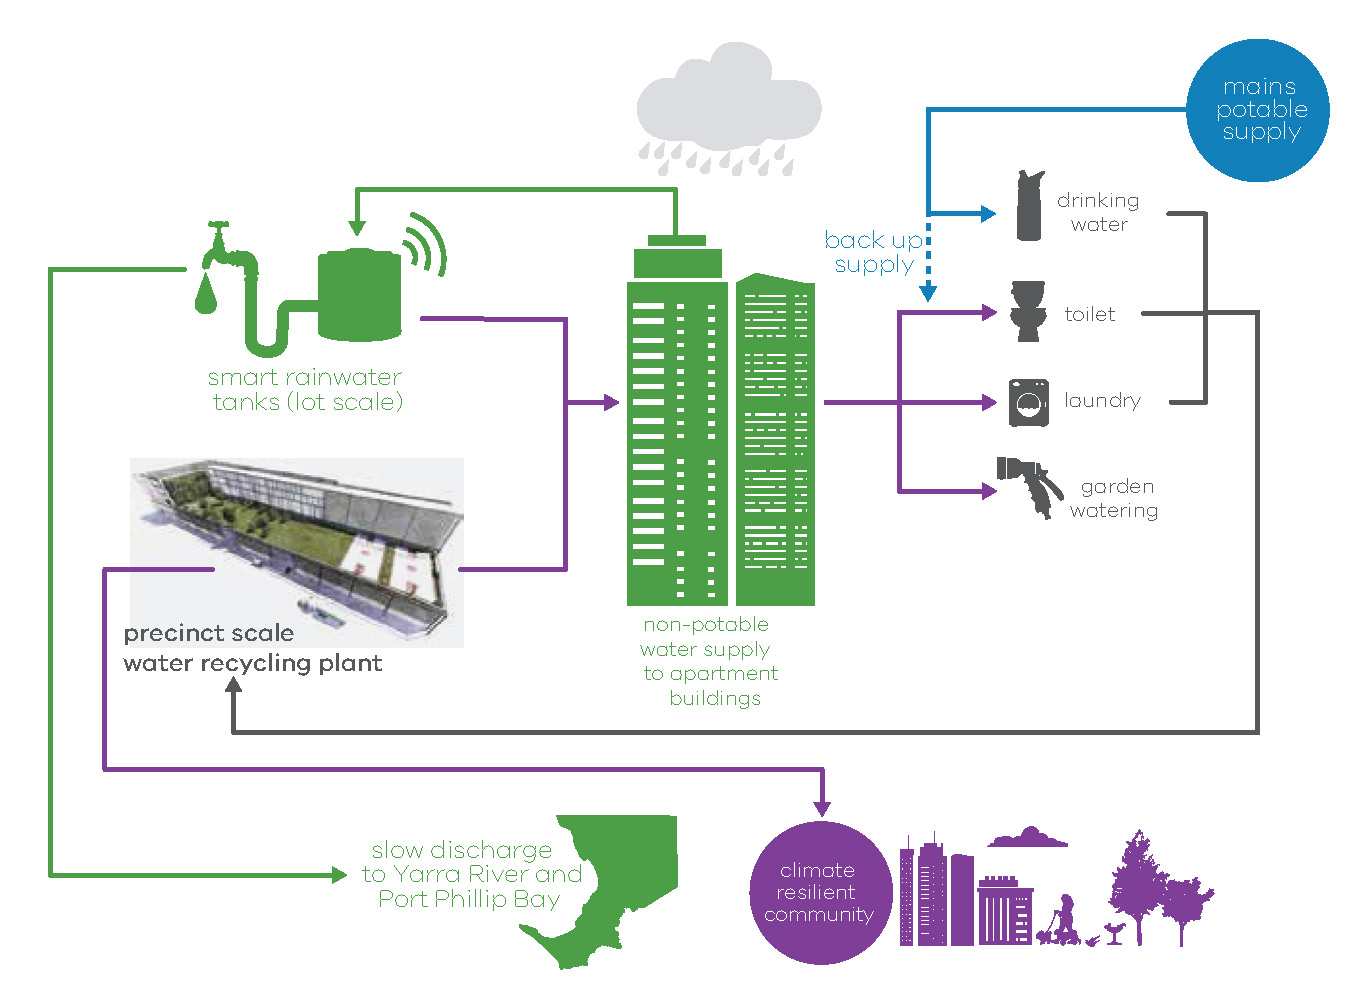 mains
potable
supply
drinking
water
back up
supply
toilet
smart rainwater
tanks (lot scale)
laundry
garden
watering
precinct scale
water recycling plant
non-potable
water supply
to apartment
buildings
slow discharge
to Yarra River and
Port Phillip Bay
climate
resilient
community